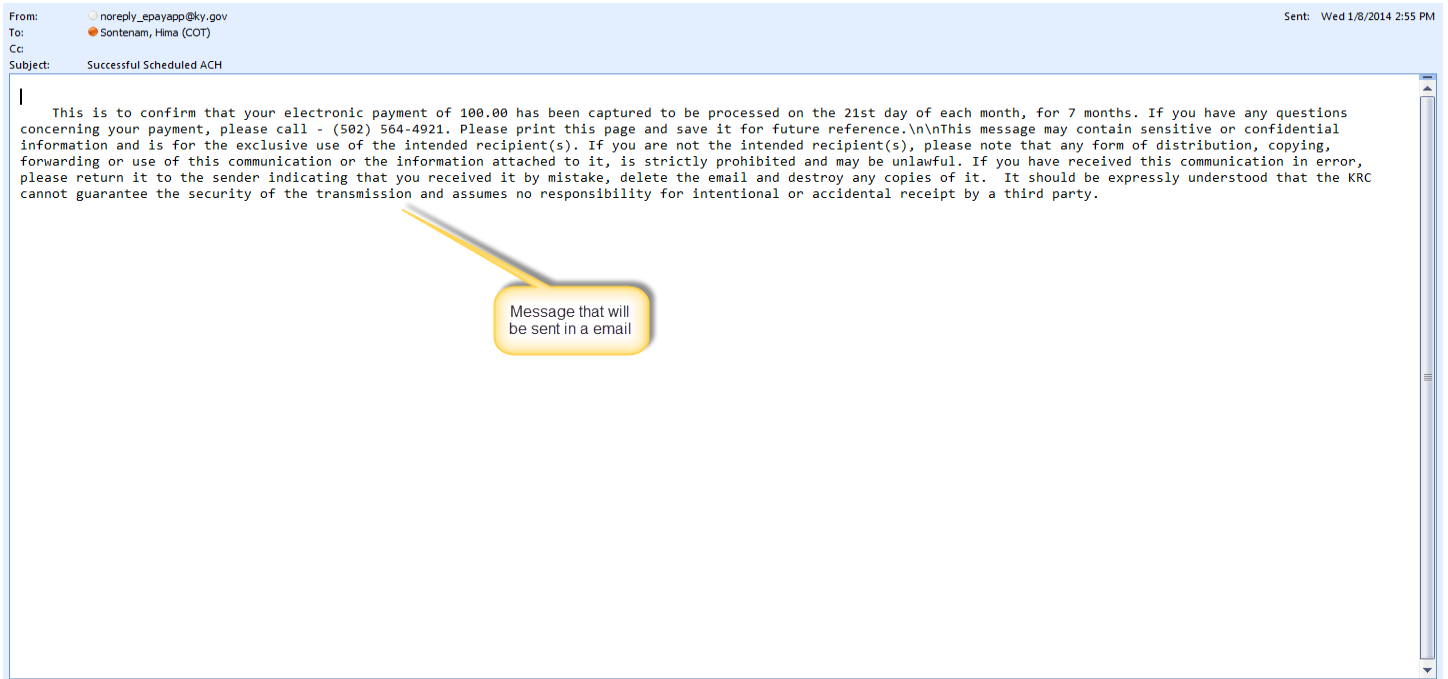 From: noreply_epayapp@ky.gov Sent: Wed 1/8/2014 2:55 PM
To: Sontenam, Hima (COT)
Cc:
Subject: Successful Scheduled ACH
This is to confirm that your electronic payment of 100.00 has been captured to be processed on the 21st day of each month, for 7 months. If you have any questions
concerning your payment, please call - (502) 564-4921. Please print this page and save it for future reference.\n\nThis message may contain sensitive or confidential
information and is for the exclusive use of the intended recipient(s). If you are not the intended recipient(s), please note that any form of distribution, copying,
forwarding or use of this communication or the information attached to it, is strictly prohibited and may be unlawful. If you have received this communication in error,
please return it to the sender indicating that you received it by mistake, delete the email and destroy any copies of it.  It should be expressly understood that the KRC
cannot guarantee the security of the transmission and assumes no responsibility for intentional or accidental receipt by a third party.
Message that will
be sent in a email